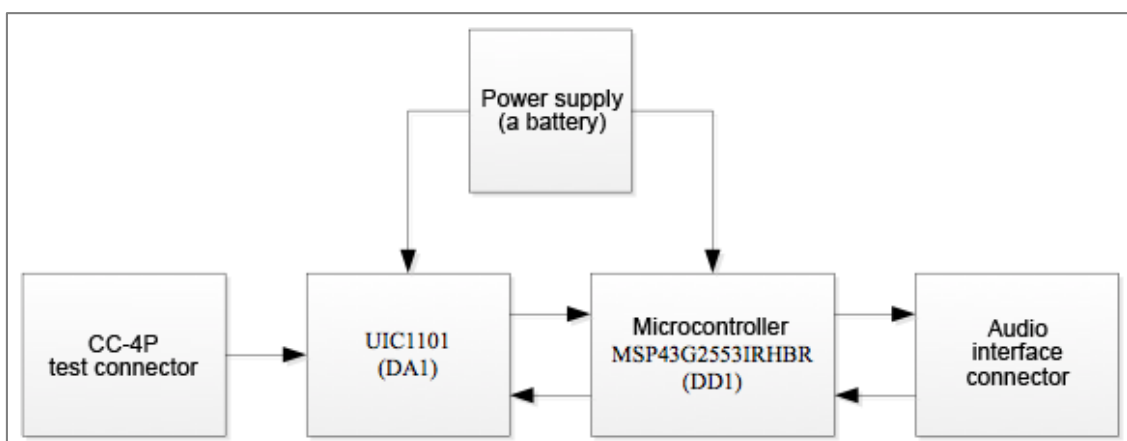 Power supply
(a battery)
CC-4P
test connector
UIC1101
(DA1)
Microcontroller
MSP43G2553IRHBR
(DD1)
Audio
interface
connector